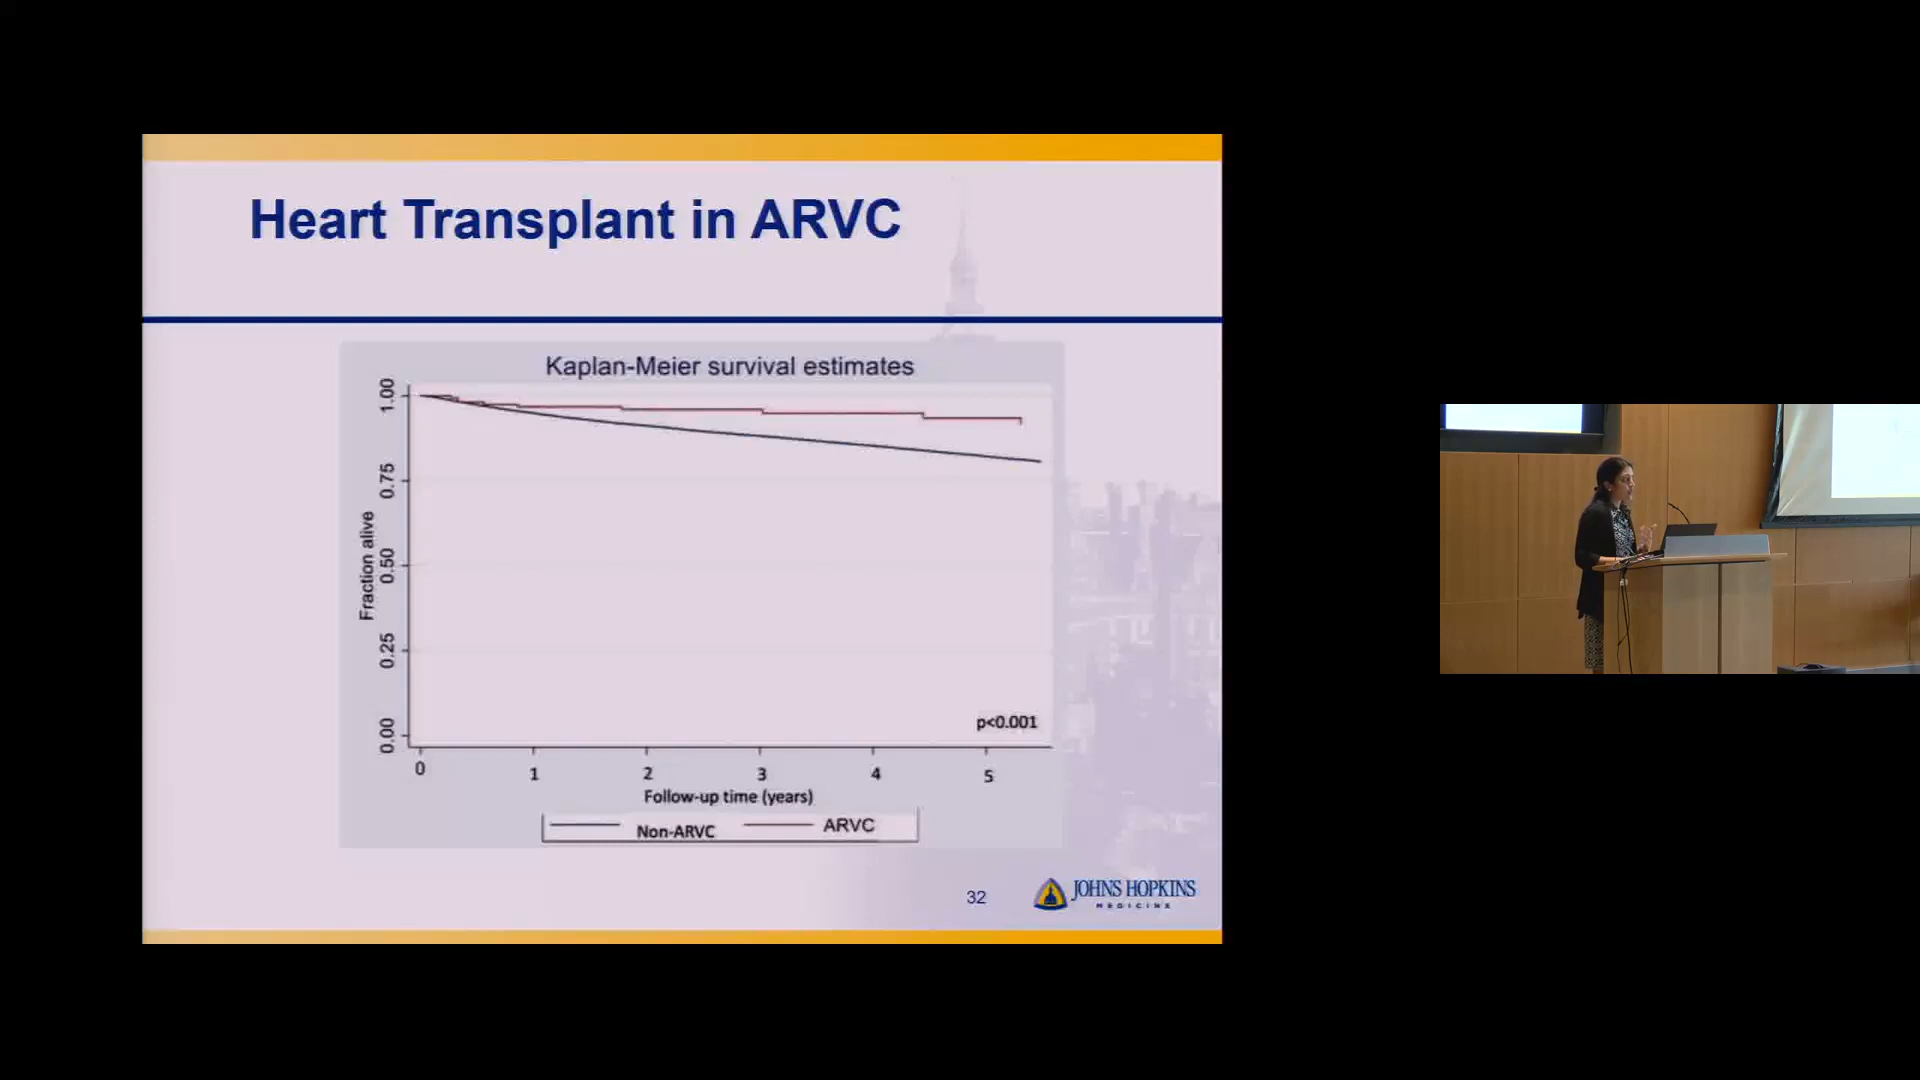 Heart Transplant in ARVC
Kaplan-Meier survival estimates
Fraction alive
1.00
0.75
0.50
0.25
0.00
p<0.001
0 1 2 3 4 5
Follow-up time (years)
Non-ARVC ARVC
32
JOHNS HOPKINS
MEDICINE